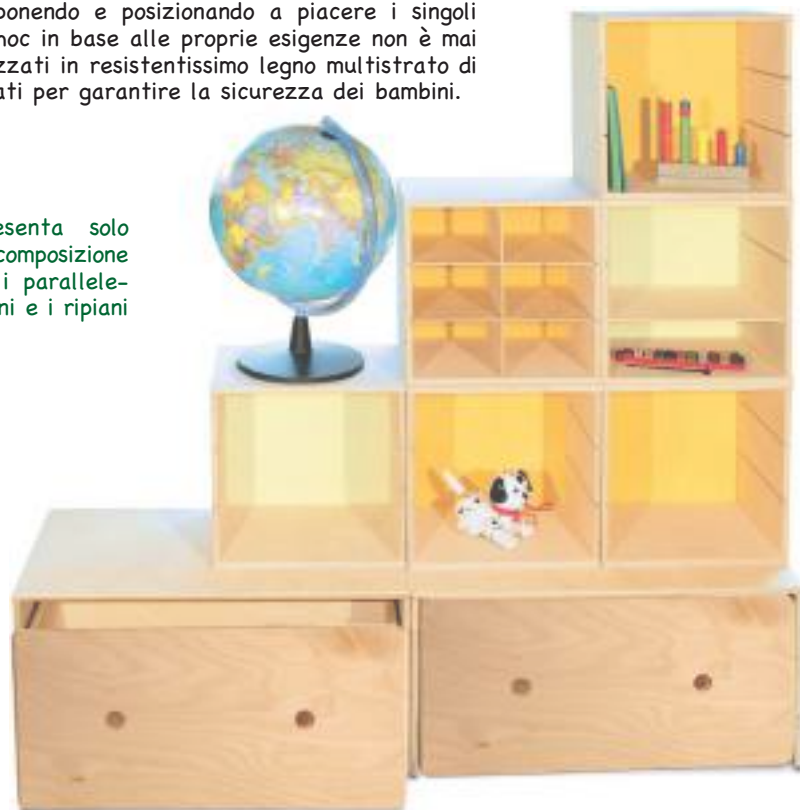 ponendo e posizionando a piacere i singoli
hoc in base alle proprie esigenze non è mai
zzati in resistentissimo legno multistrato di
ati per garantire la sicurezza dei bambini.
esenta solo
composizione
i parallele-
ni e i ripiani